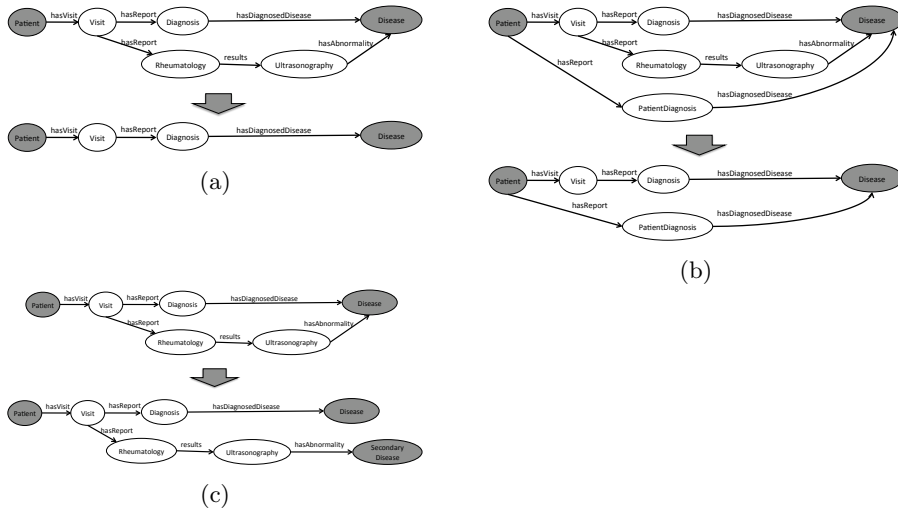 hasVisit hasReport hasDiagnosedDisease
Patient Visit Diagnosis Disease
hasReport hasAbnormality
Rheumatology results Ultrasonography
hasVisit hasReport hasDiagnosedDisease
Patient Visit Diagnosis Disease
(a)
hasVisit hasReport hasDiagnosedDisease
Patient Visit Diagnosis Disease
hasReport hasAbnormality
Rheumatology results Ultrasonography
hasReport hasDiagnosedDisease
PatientDiagnosis
hasVisit hasReport hasDiagnosedDisease
Patient Visit Diagnosis Disease
hasReport hasDiagnosedDisease
PatientDiagnosis
(b)
hasVisit hasReport hasDiagnosedDisease
Patient Visit Diagnosis Disease
hasReport hasAbnormality
Rheumatology results Ultrasonography
hasVisit hasReport hasDiagnosedDisease
Patient Visit Diagnosis Disease
hasReport results hasAbnormality
Rheumatology Ultrasonography Secondary
Disease
(c)